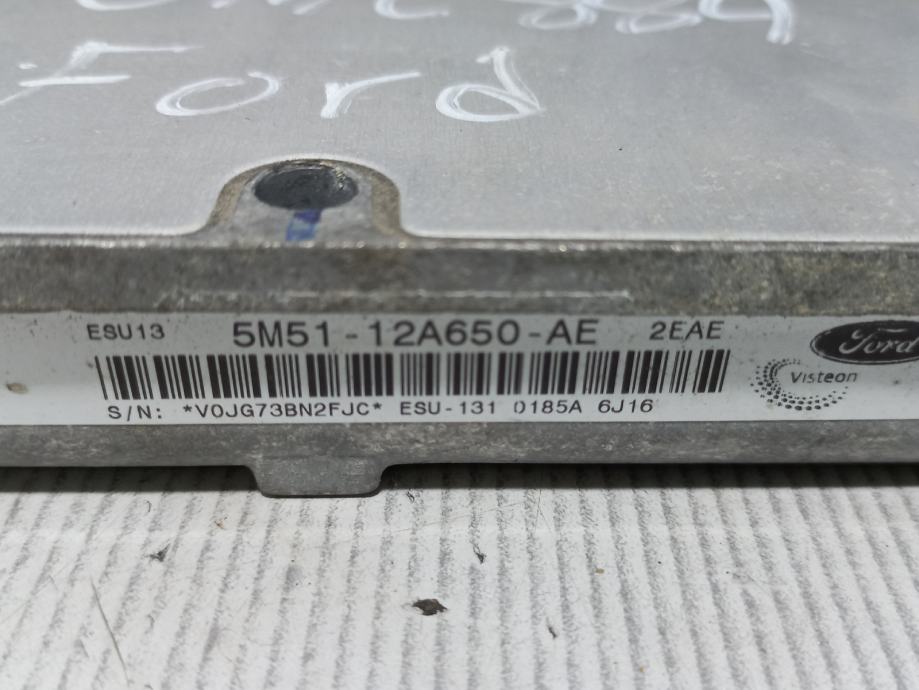 Ford
ESU13 5M51-12A650-AE 2EAE
Ford
Visteon
S/N: *V0JG73BN2FJC* ESU-131 0185A 6J16